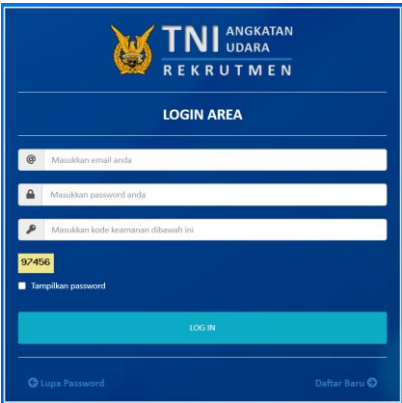 TNI ANGKATAN
UDARA
REKRUTMEN
LOGIN AREA
@ Masukkan email anda
Masukkan password anda
Masukkan kode keamanan dibawah ini
97456
Tampilkan password
LOG IN
Lupa Password
Daftar Baru